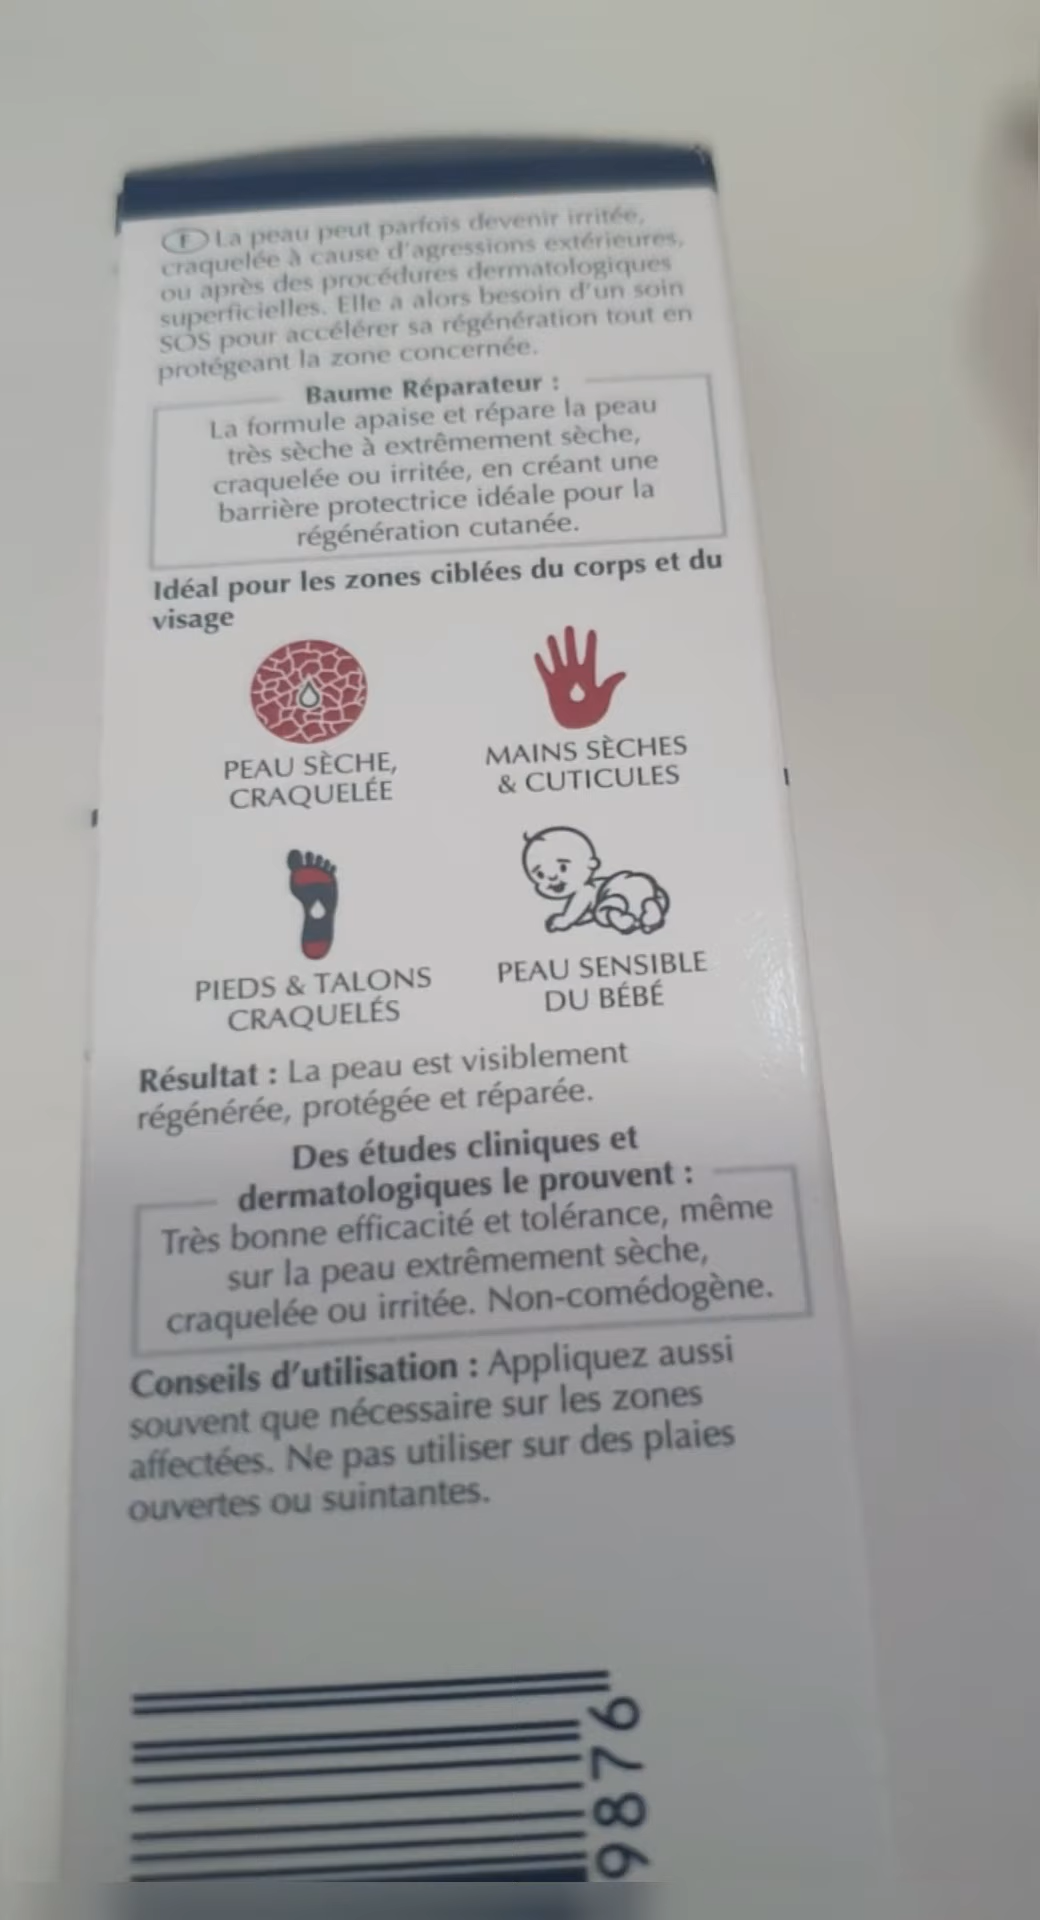 F La peau peut parfois devenir irritée,
craquelée à cause d'agressions extérieures,
ou après des procédures dermatologiques
superficielles. Elle a alors besoin d'un soin
SOS pour accélérer sa régénération tout en
protégeant la zone concernée.
Baume Réparateur :
La formule apaise et répare la peau
très sèche à extrêmement sèche,
craquelée ou irritée, en créant une
barrière protectrice idéale pour la
régénération cutanée.
Idéal pour les zones ciblées du corps et du
visage
PEAU SÈCHE,
CRAQUELÉE
MAINS SÈCHES
& CUTICULES
PIEDS & TALONS
CRAQUELÉS
PEAU SENSIBLE
DU BÉBÉ
Résultat : La peau est visiblement
régénérée, protégée et réparée.
Des études cliniques et
dermatologiques le prouvent :
Très bonne efficacité et tolérance, même
sur la peau extrêmement sèche,
craquelée ou irritée. Non-comédogène.
Conseils d'utilisation : Appliquez aussi
souvent que nécessaire sur les zones
affectées. Ne pas utiliser sur des plaies
ouvertes ou suintantes.
9876